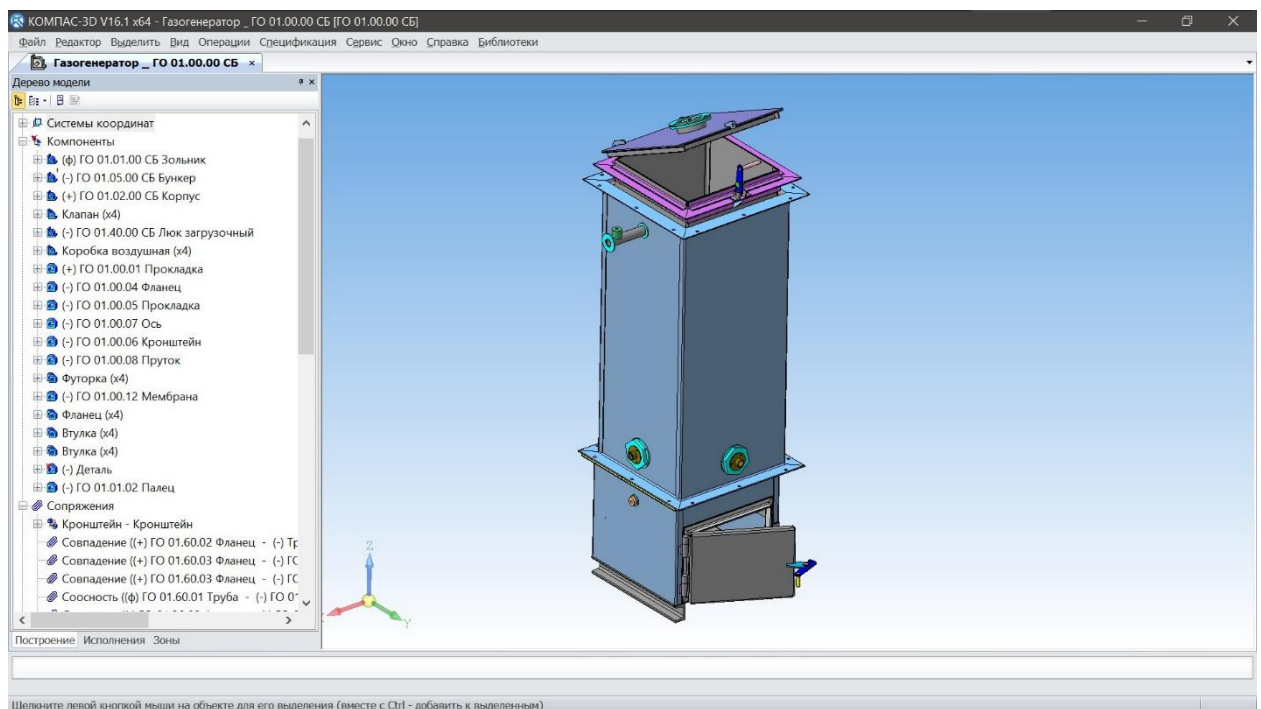 КОМПАС-3D V16.1 x64 - Газогенератор _ ГО 01.00.00 СБ [ГО 01.00.00 СБ]
Файл Редактор Выделить Вид Операции Спецификация Сервис Окно Справка Библиотеки
Газогенератор _ ГО 01.00.00 СБ
Дерево модели
Системы координат
Компоненты
(ф) ГО 01.01.00 СБ Зольник
(-) ГО 01.05.00 СБ Бункер
(+) ГО 01.02.00 СБ Корпус
Клапан (x4)
(-) ГО 01.40.00 СБ Люк загрузочный
Коробка воздушная (x4)
(+) ГО 01.00.01 Прокладка
(-) ГО 01.00.04 Фланец
(-) ГО 01.00.05 Прокладка
(-) ГО 01.00.07 Ось
(-) ГО 01.00.06 Кронштейн
(-) ГО 01.00.08 Пруток
Футорка (x4)
(-) ГО 01.00.12 Мембрана
Фланец (x4)
Втулка (x4)
Втулка (x4)
(-) Деталь
(-) ГО 01.01.02 Палец
Сопряжения
Кронштейн - Кронштейн
Совпадение ((+) ГО 01.60.02 Фланец - (-) Тр
Совпадение ((+) ГО 01.60.03 Фланец - (-) ГО
Совпадение ((+) ГО 01.60.03 Фланец - (-) ГО
Соосность ((ф) ГО 01.60.01 Труба - (-) ГО 01
Построение Исполнения Зоны
Z
Y
Щелкните левой кнопкой мыши на объекте для его выделения (вместе с Ctrl - добавить к выделенным)